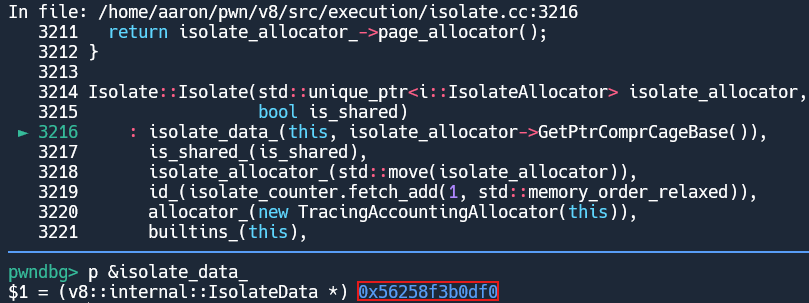 In file: /home/aaron/pwn/v8/src/execution/isolate.cc:3216
3211   return isolate_allocator_->page_allocator();
3212 }
3213
3214 Isolate::Isolate(std::unique_ptr<i::IsolateAllocator> isolate_allocator,
3215                  bool is_shared)
► 3216     : isolate_data_(this, isolate_allocator->GetPtrComprCageBase()),
3217       is_shared_(is_shared),
3218       isolate_allocator_(std::move(isolate_allocator)),
3219       id_(isolate_counter.fetch_add(1, std::memory_order_relaxed)),
3220       allocator_(new TracingAccountingAllocator(this)),
3221       builtins_(this),
pwndbg> p &isolate_data_
$1 = (v8::internal::IsolateData *) 0x56258f3b0df0